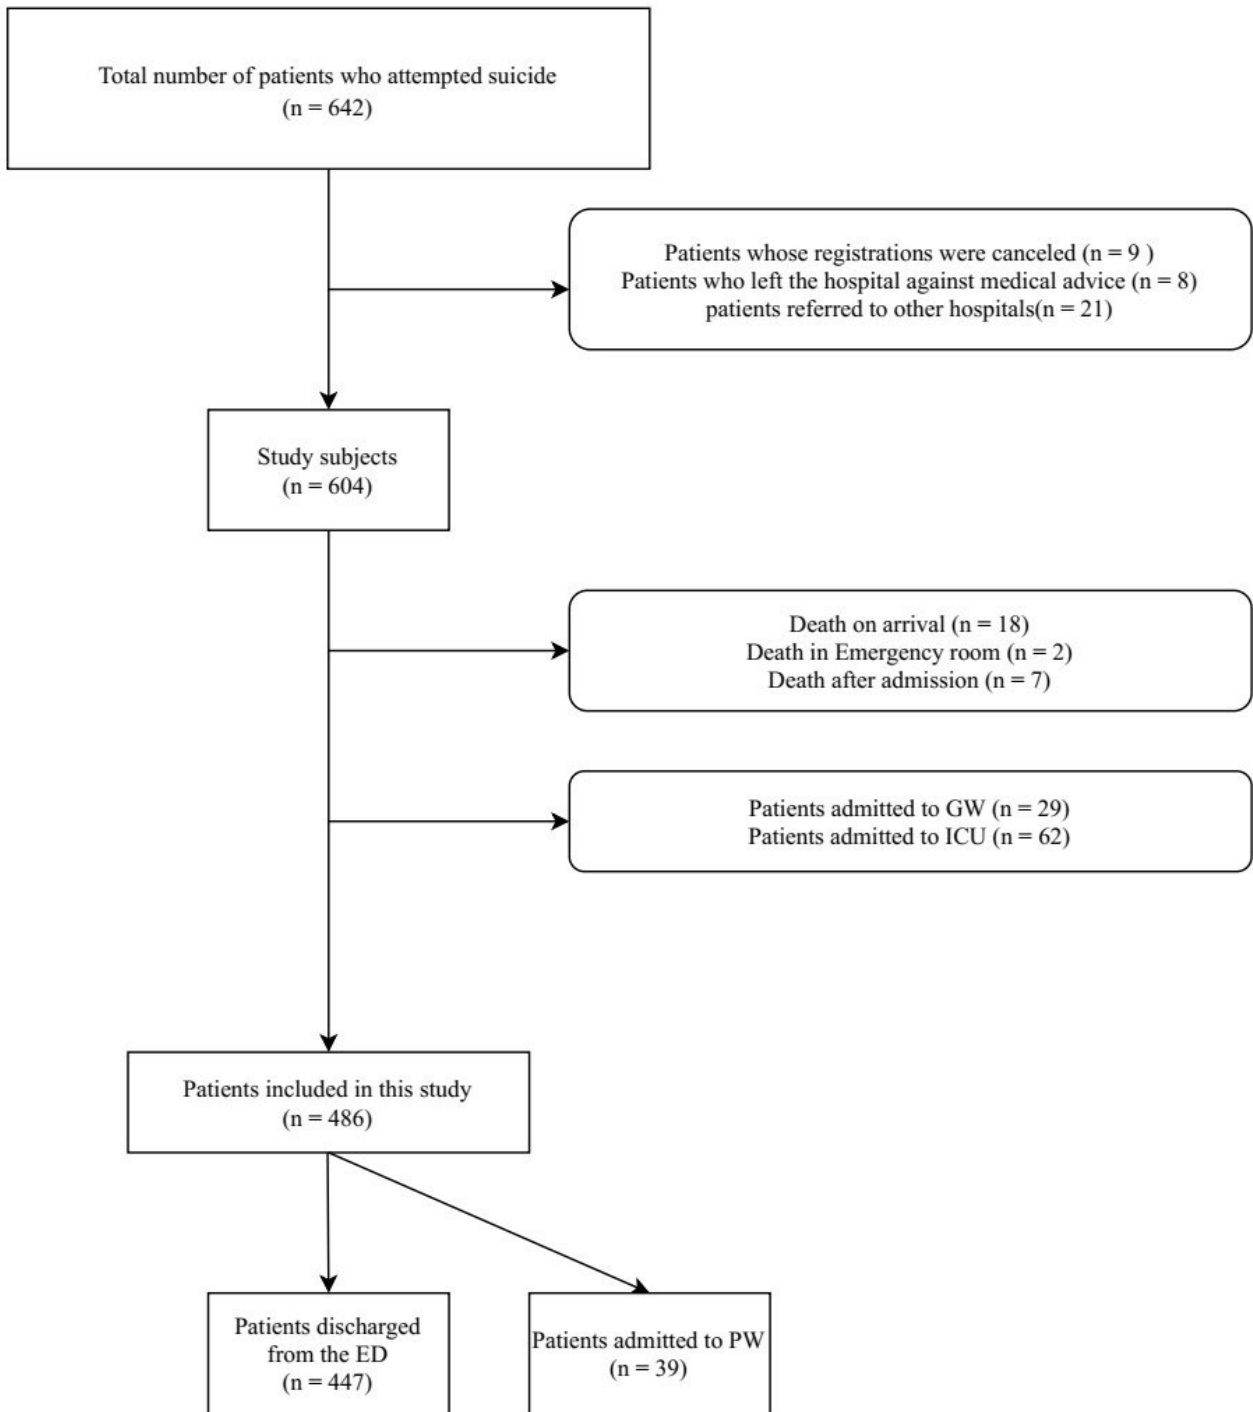 Total number of patients who attempted suicide
(n = 642)
Patients whose registrations were canceled (n = 9 )
Patients who left the hospital against medical advice (n = 8)
patients referred to other hospitals(n = 21)
Study subjects
(n = 604)
Death on arrival (n = 18)
Death in Emergency room (n = 2)
Death after admission (n = 7)
Patients admitted to GW (n = 29)
Patients admitted to ICU (n = 62)
Patients included in this study
(n = 486)
Patients discharged
from the ED
(n = 447)
Patients admitted to PW
(n = 39)